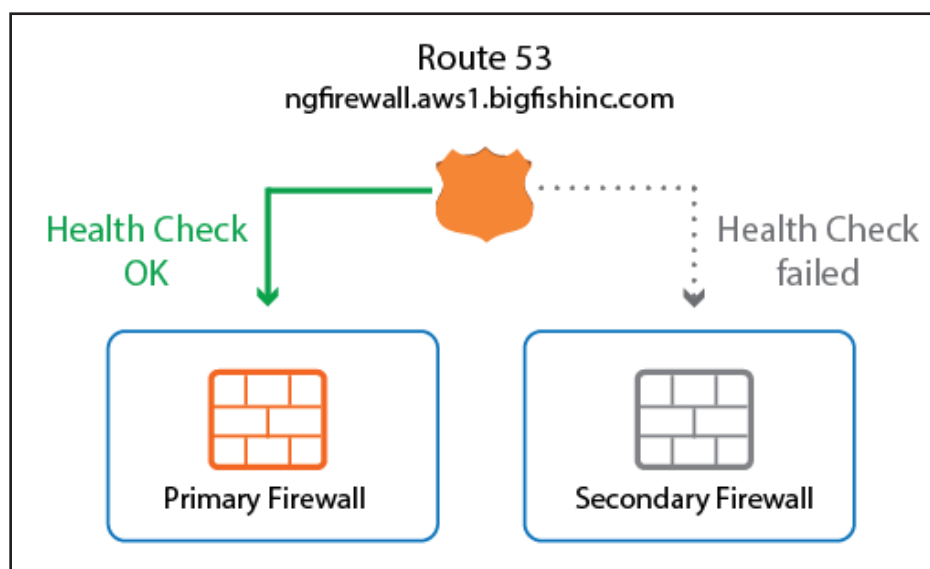 Route 53
ngfirewall.aws1.bigfishinc.com
Health Check
OK
Health Check
failed
Primary Firewall
Secondary Firewall